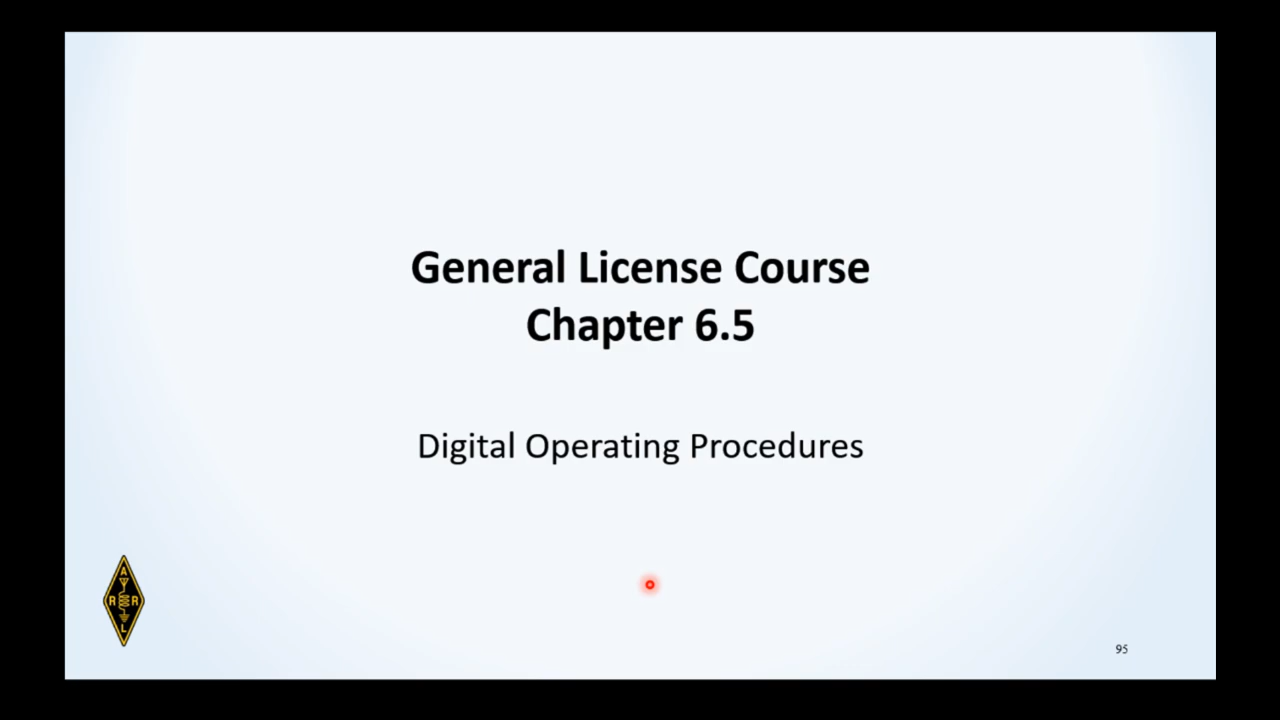 General License Course
Chapter 6.5
Digital Operating Procedures
A
R R
L
95